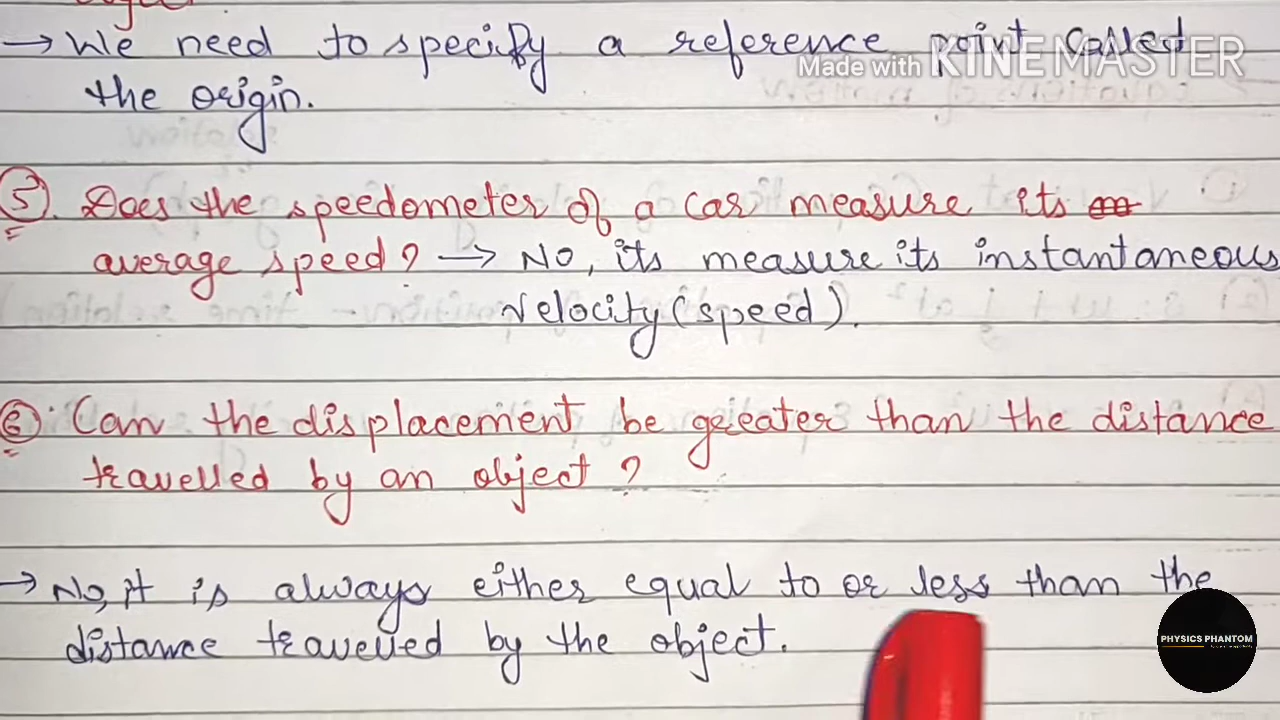 → We need to specify a reference point called
Made with KINEMASTER
the origin.
5. Does the speedometer of a car measure its
average speed? → No, its measure its instantaneous
Velocity (speed).
6. Can the displacement be greater than the distance
travelled by an object?
→ No, it is always either equal to or less than the
distance travelled by the object.
PHYSICS PHANTOM